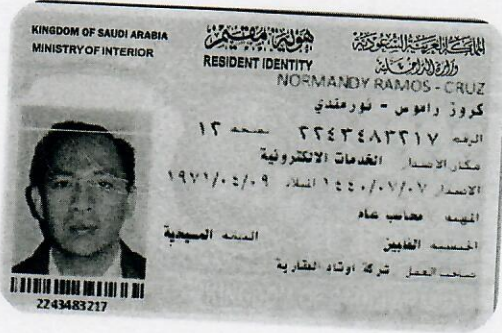 KINGDOM OF SAUDI ARABIA
MINISTRY OF INTERIOR
هوية مقيم
RESIDENT IDENTITY
المملكة العربية السعودية
وزارة الداخلية
NORMANDY RAMOS - CRUZ
كروز راموس - نورمندي
الرقم ٢٢٤٣٤٨٣٢١٧ نسخة ١٢
مكان الاصدار الخدمات الالكترونية
الاصدار ١٤٤٠/٠٧/٠٧ الميلاد ١٩٧١/٠٤/٠٩
المهنة محاسب عام
الجنسية الفلبين الديانة المسيحية
صاحب العمل شركة اوتاد العقارية
2243483217